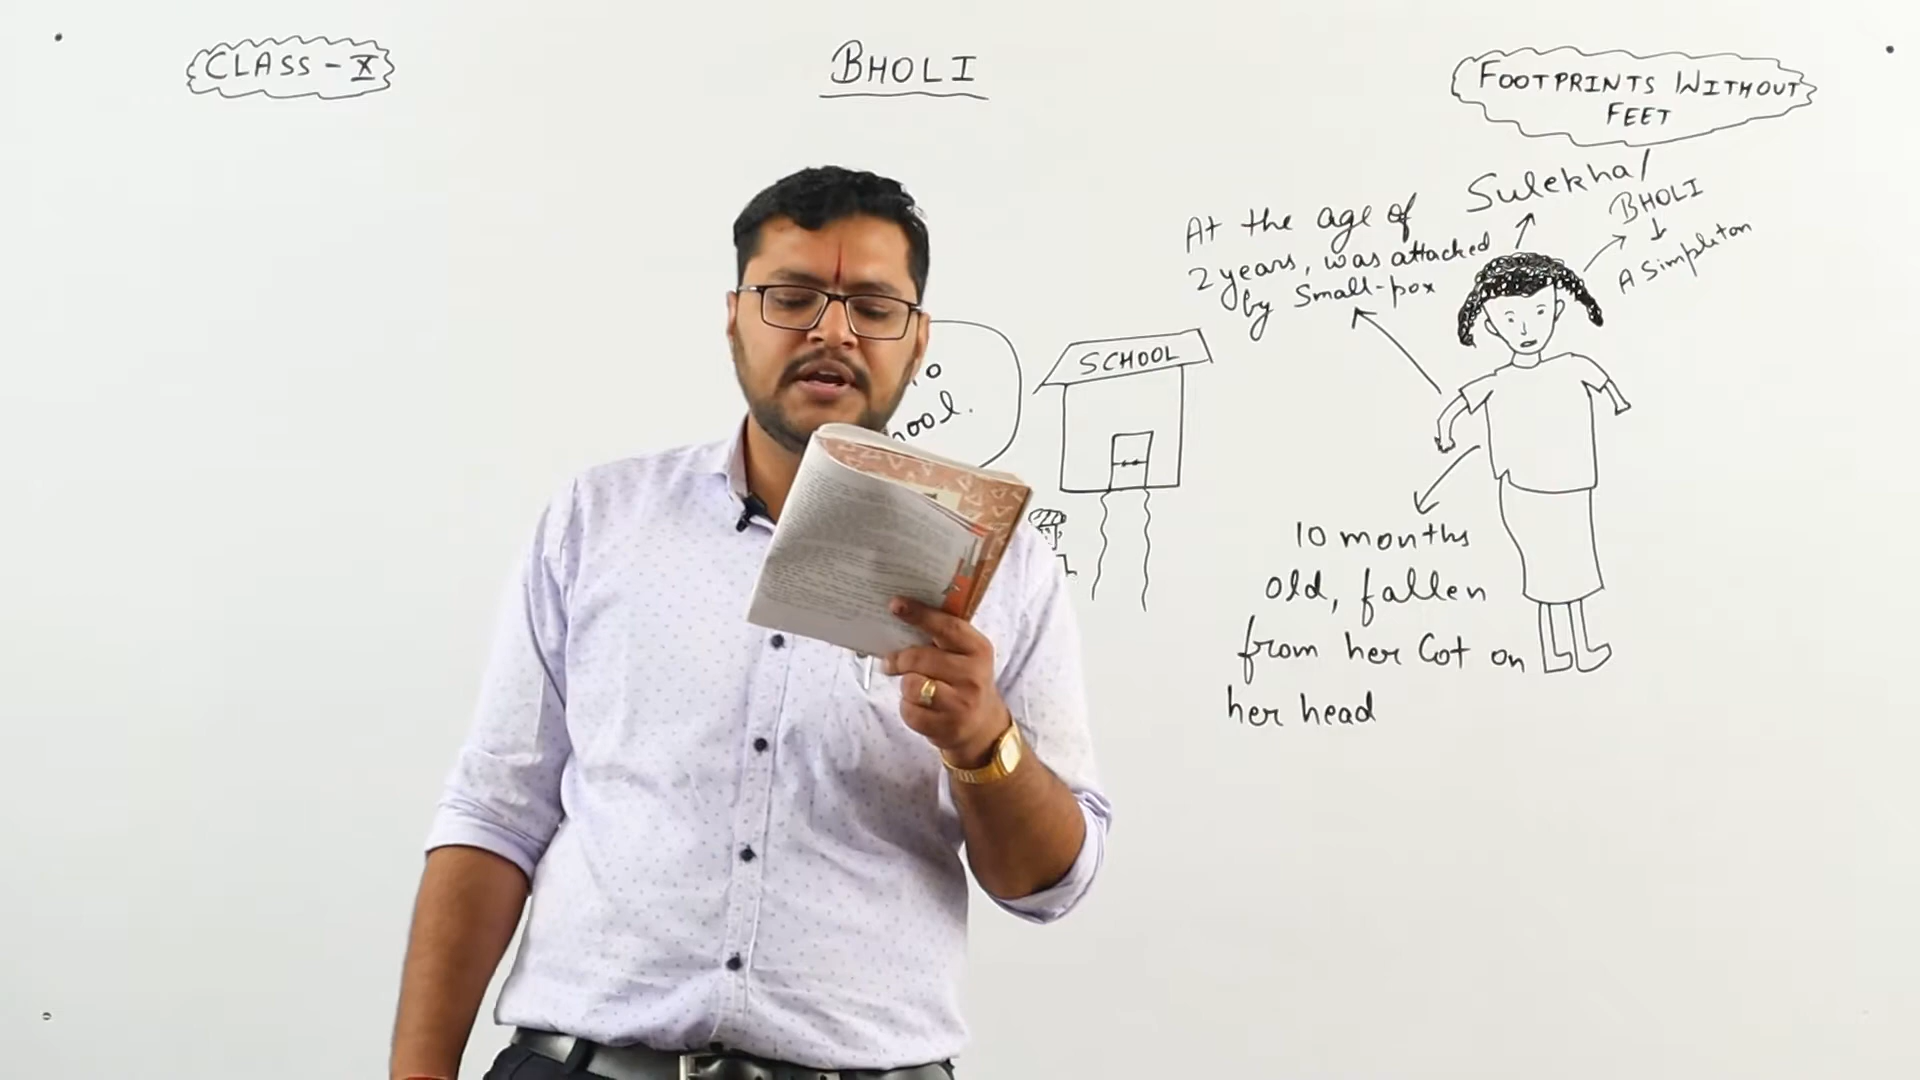 CLASS - X
BHOLI
FOOTPRINTS WITHOUT
FEET
Sulekha /
BHOLI
A Simpleton
At the age of
2 years, was attacked
by Small-pox
SCHOOL
10 months
old, fallen
from her Cot on
her head